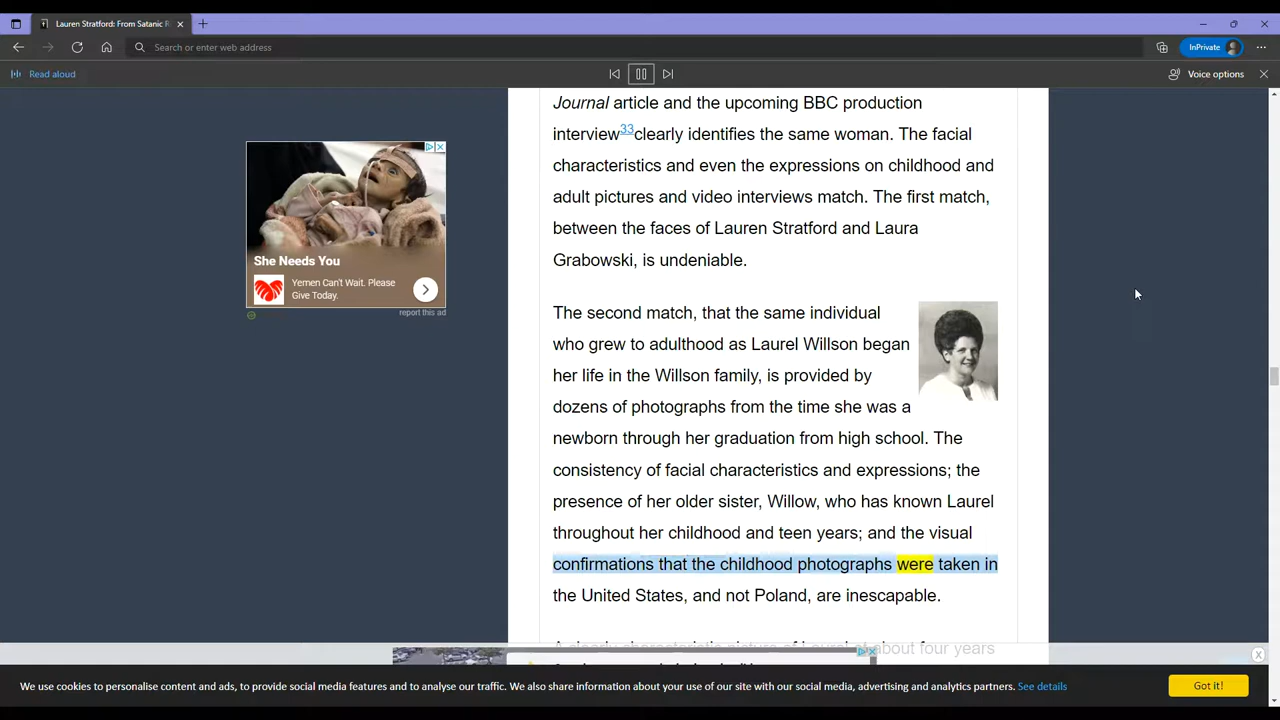 Lauren Stratford: From Satanic R
Search or enter web address
InPrivate
Read aloud
Voice options
Journal article and the upcoming BBC production
interview33clearly identifies the same woman. The facial
characteristics and even the expressions on childhood and
adult pictures and video interviews match. The first match,
between the faces of Lauren Stratford and Laura
Grabowski, is undeniable.
She Needs You
Yemen Can't Wait. Please
Give Today.
report this ad
The second match, that the same individual
who grew to adulthood as Laurel Willson began
her life in the Willson family, is provided by
dozens of photographs from the time she was a
newborn through her graduation from high school. The
consistency of facial characteristics and expressions; the
presence of her older sister, Willow, who has known Laurel
throughout her childhood and teen years; and the visual
confirmations that the childhood photographs were taken in
the United States, and not Poland, are inescapable.
about four years
We use cookies to personalise content and ads, to provide social media features and to analyse our traffic. We also share information about your use of our site with our social media, advertising and analytics partners. See details
Got it!